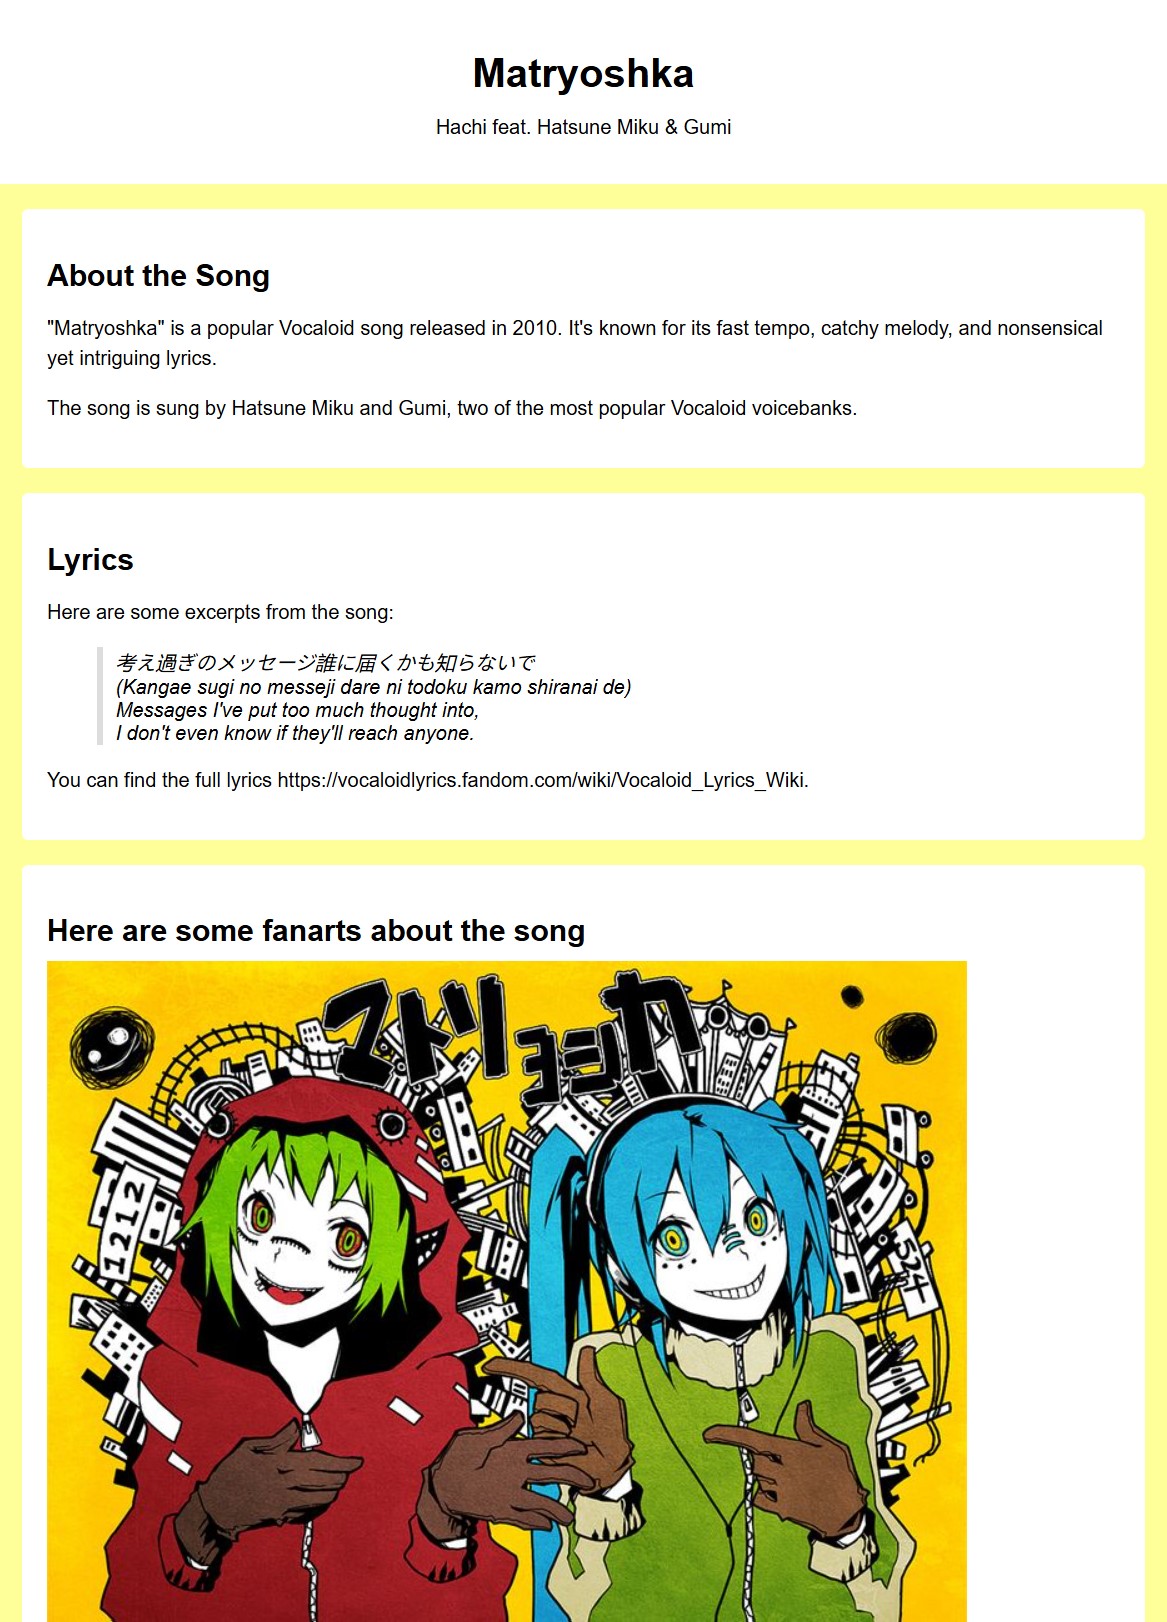 Matryoshka
Hachi feat. Hatsune Miku & Gumi
About the Song
"Matryoshka" is a popular Vocaloid song released in 2010. It's known for its fast tempo, catchy melody, and nonsensical
yet intriguing lyrics.
The song is sung by Hatsune Miku and Gumi, two of the most popular Vocaloid voicebanks.
Lyrics
Here are some excerpts from the song:
考え過ぎのメッセージ誰に届くかも知らないで
(Kangae sugi no messeji dare ni todoku kamo shiranai de)
Messages I've put too much thought into,
I don't even know if they'll reach anyone.
You can find the full lyrics https://vocaloidlyrics.fandom.com/wiki/Vocaloid_Lyrics_Wiki.
Here are some fanarts about the song
マトリョシカ
1 2 1 2
524